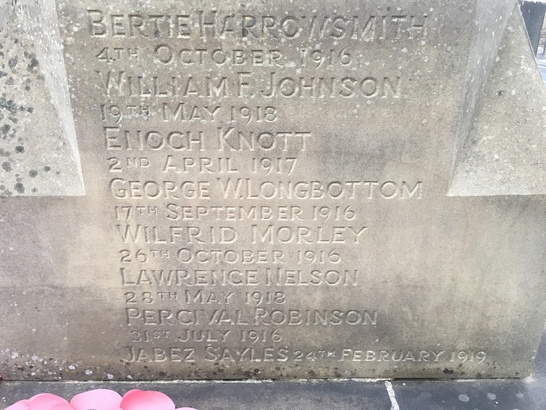 BERTIE HARROWSMITH
4TH OCTOBER 1916
WILLIAM F. JOHNSON
19TH MAY 1918
ENOCH KNOTT
2ND APRIL 1917
GEORGE W. LONGBOTTOM
17TH SEPTEMBER 1916
WILFRID MORLEY
26TH OCTOBER 1916
LAWRENCE NELSON
28TH MAY 1918
PERCIVAL ROBINSON
31ST JULY 1916
JABEZ SAYLES 24TH FEBRUARY 1919